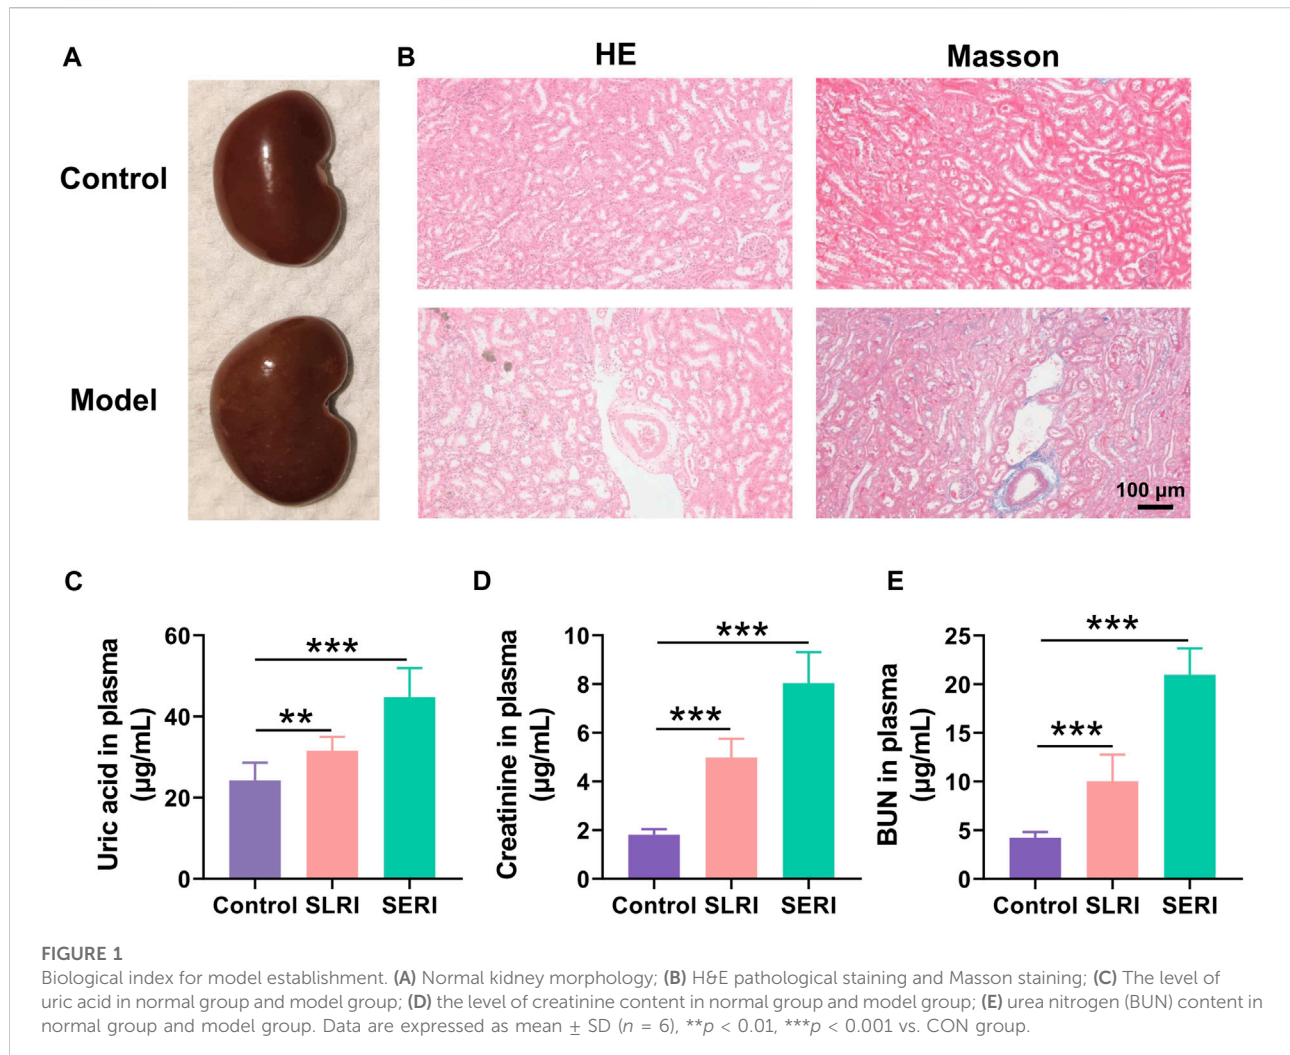 A
B
HE
Masson
Control
Model
100 μm
C
Uric acid in plasma
(μg/mL)
60
40
20
0
***
**
Control SLRI SERI
D
Creatinine in plasma
(μg/mL)
10
8
6
4
2
0
***
***
Control SLRI SERI
E
BUN in plasma
(μg/mL)
25
20
15
10
5
0
***
***
Control SLRI SERI
FIGURE 1
Biological index for model establishment. (A) Normal kidney morphology; (B) H&E pathological staining and Masson staining; (C) The level of
uric acid in normal group and model group; (D) the level of creatinine content in normal group and model group; (E) urea nitrogen (BUN) content in
normal group and model group. Data are expressed as mean ± SD (n = 6), **p < 0.01, ***p < 0.001 vs. CON group.